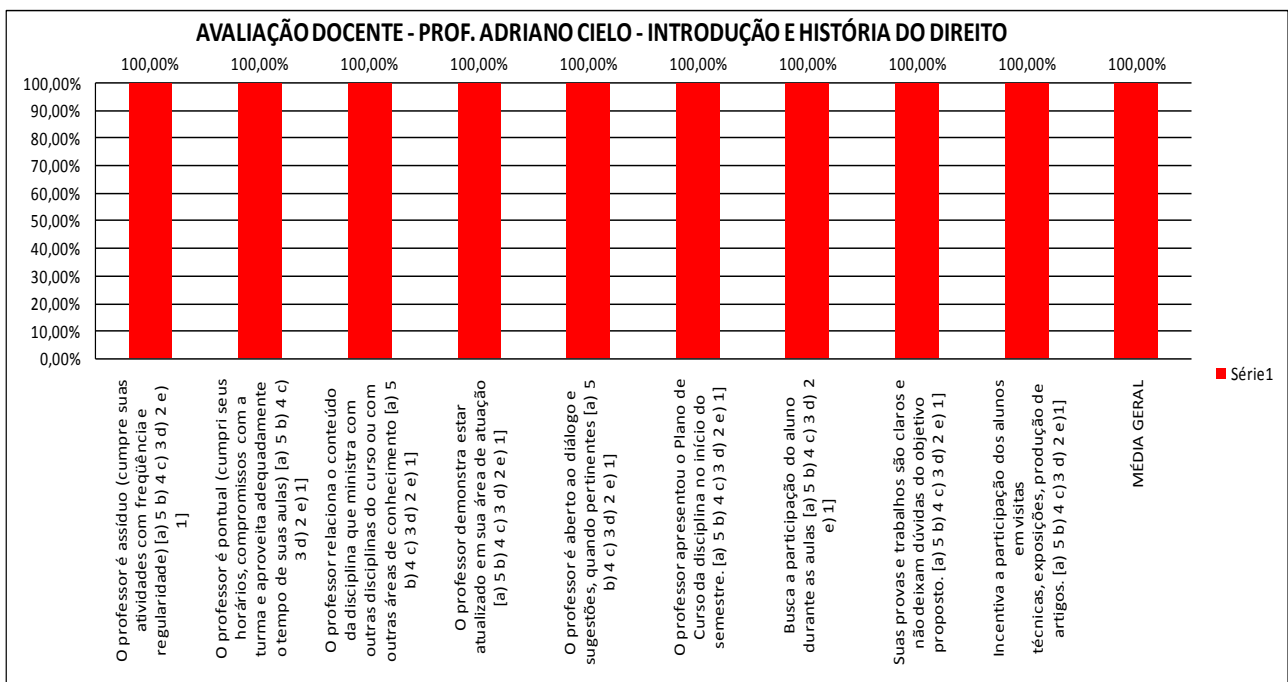 AVALIAÇÃO DOCENTE - PROF. ADRIANO CIELO - INTRODUÇÃO E HISTÓRIA DO DIREITO
100,00% 100,00% 100,00% 100,00% 100,00% 100,00% 100,00% 100,00% 100,00% 100,00%
100,00%
90,00%
80,00%
70,00%
60,00%
50,00%
40,00%
30,00%
20,00%
10,00%
0,00%
O professor é assíduo (cumpre suas
atividades com freqüência e
regularidade) [a) 5 b) 4 c) 3 d) 2 e)
1]
O professor é pontual (cumpri seus
horários, compromissos com a
turma e aproveita adequadamente
o tempo de suas aulas) [a) 5 b) 4 c)
3 d) 2 e) 1]
O professor relaciona o conteúdo
da disciplina que ministra com
outras disciplinas do curso ou com
outras áreas de conhecimento [a) 5
b) 4 c) 3 d) 2 e) 1]
O professor demonstra estar
atualizado em sua área de atuação
[a) 5 b) 4 c) 3 d) 2 e) 1]
O professor é aberto ao diálogo e
sugestões, quando pertinentes [a) 5
b) 4 c) 3 d) 2 e) 1]
O professor apresentou o Plano de
Curso da disciplina no início do
semestre. [a) 5 b) 4 c) 3 d) 2 e) 1]
Busca a participação do aluno
durante as aulas [a) 5 b) 4 c) 3 d) 2
e) 1]
Suas provas e trabalhos são claros e
não deixam dúvidas do objetivo
proposto. [a) 5 b) 4 c) 3 d) 2 e) 1]
Incentiva a participação dos alunos
em visitas
técnicas, exposições, produção de
artigos. [a) 5 b) 4 c) 3 d) 2 e)1]
MÉDIA GERAL
Série1